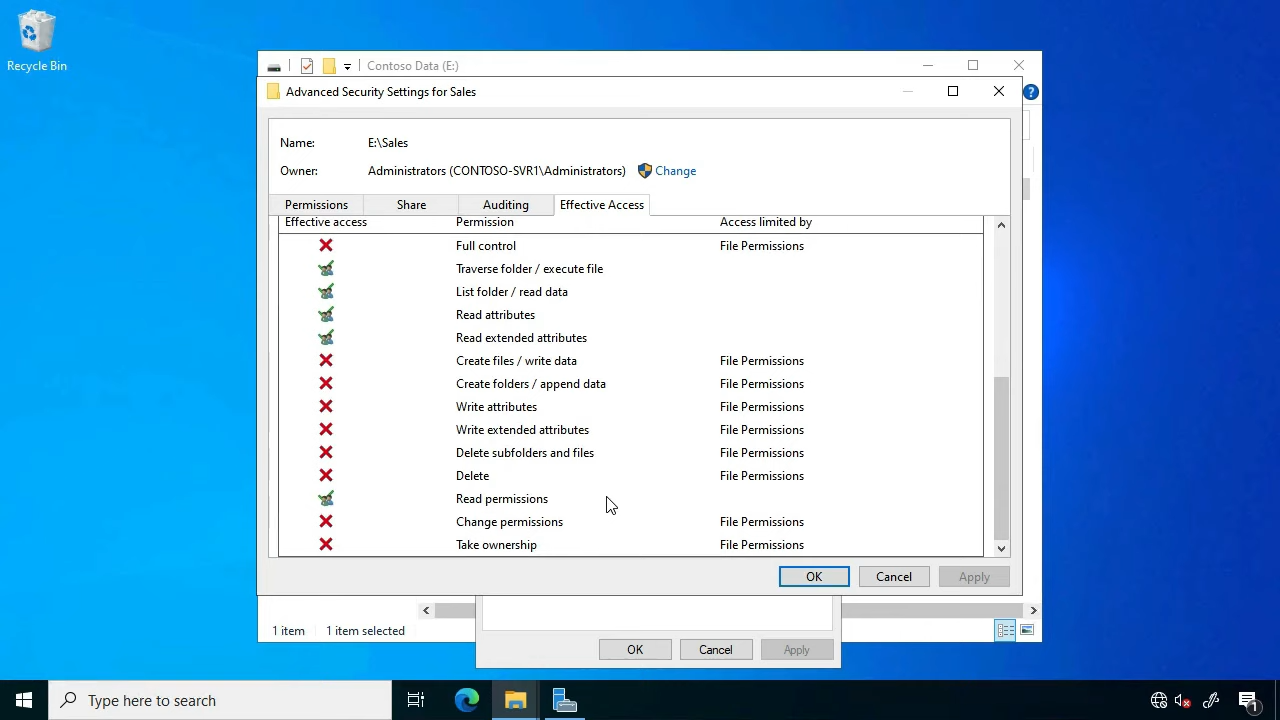 Recycle Bin
Contoso Data (E:)
Advanced Security Settings for Sales
Name: E:\Sales
Owner: Administrators (CONTOSO-SVR1\Administrators) Change
Permissions Share Auditing Effective Access
Effective access Permission Access limited by
Full control File Permissions
Traverse folder / execute file
List folder / read data
Read attributes
Read extended attributes
Create files / write data File Permissions
Create folders / append data File Permissions
Write attributes File Permissions
Write extended attributes File Permissions
Delete subfolders and files File Permissions
Delete File Permissions
Read permissions
Change permissions File Permissions
Take ownership File Permissions
OK Cancel Apply
1 item 1 item selected
OK Cancel Apply
Type here to search
1